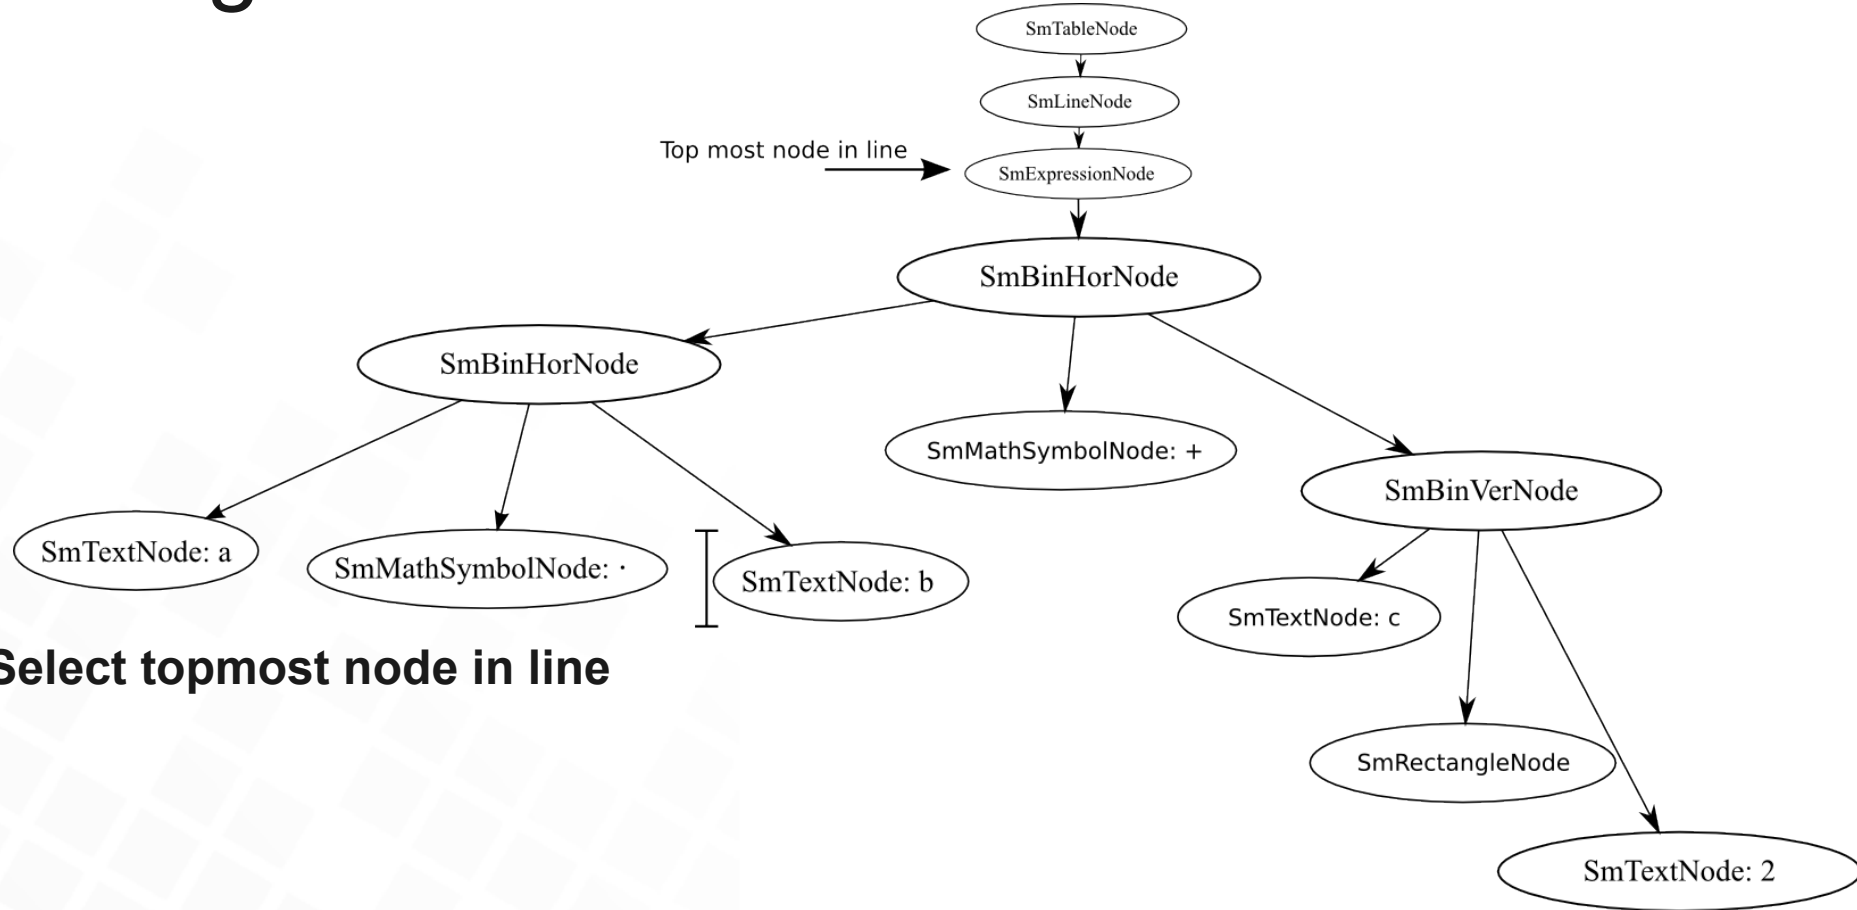 SmTableNode
SmLineNode
Top most node in line
SmExpressionNode
SmBinHorNode
SmBinHorNode
SmMathSymbolNode: +
SmBinVerNode
SmTextNode: a
SmMathSymbolNode: ·
SmTextNode: b
SmTextNode: c
Select topmost node in line
SmRectangleNode
SmTextNode: 2